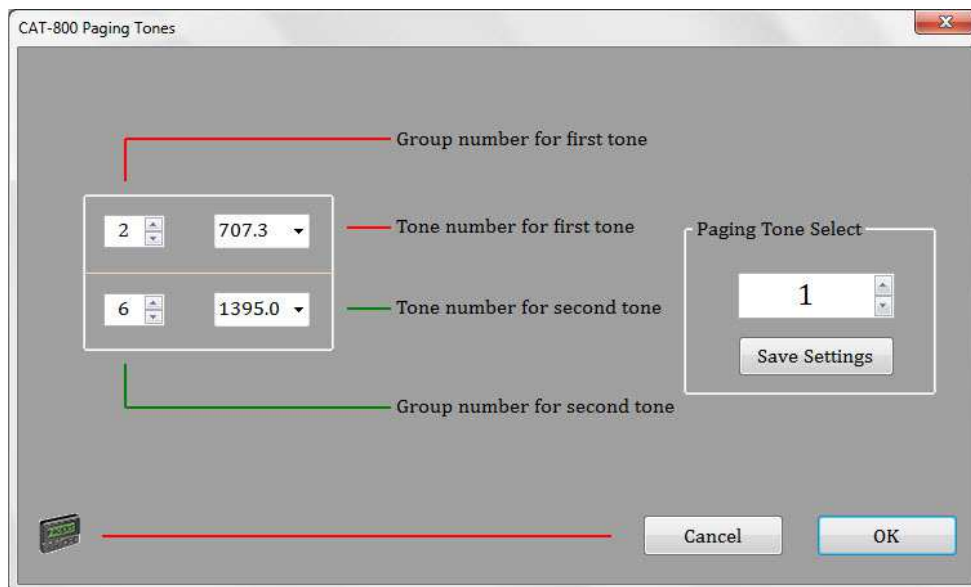 CAT-800 Paging Tones
Group number for first tone
2 707.3 Tone number for first tone
Paging Tone Select
6 1395.0 Tone number for second tone
1
Save Settings
Group number for second tone
Cancel OK